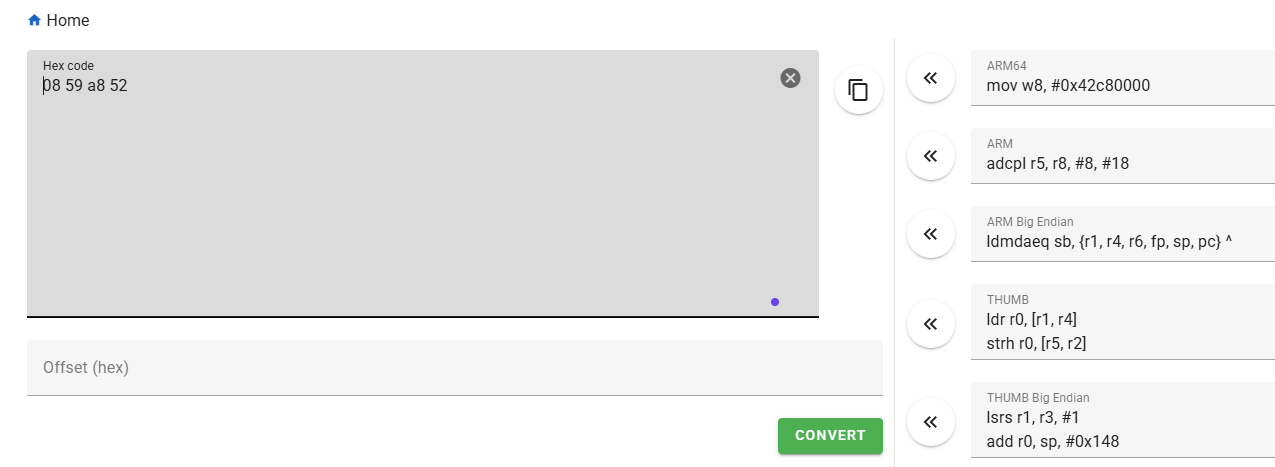 Home
Hex code
08 59 a8 52
Offset (hex)
CONVERT
ARM64
mov w8, #0x42c80000
ARM
adcpl r5, r8, #8, #18
ARM Big Endian
ldmdaeq sb, {r1, r4, r6, fp, sp, pc} ^
THUMB
ldr r0, [r1, r4]
strh r0, [r5, r2]
THUMB Big Endian
lsrs r1, r3, #1
add r0, sp, #0x148